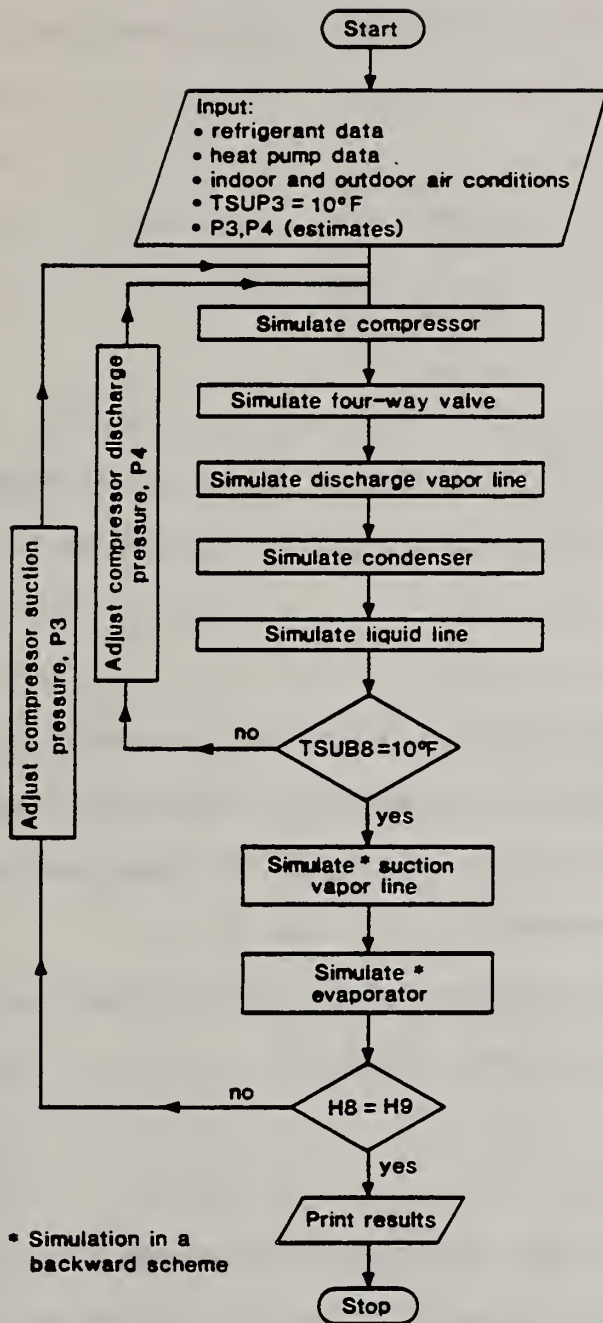 Start
Input:
• refrigerant data
• heat pump data
• indoor and outdoor air conditions
• TSUP3 = 10°F
• P3,P4 (estimates)
Simulate compressor
Simulate four-way valve
Simulate discharge vapor line
Simulate condenser
Simulate liquid line
Adjust compressor discharge
pressure, P4
Adjust compressor suction
pressure, P3
no
TSUB8=10°F
yes
Simulate * suction
vapor line
Simulate *
evaporator
no
H8 = H9
yes
Print results
* Simulation in a
backward scheme
Stop